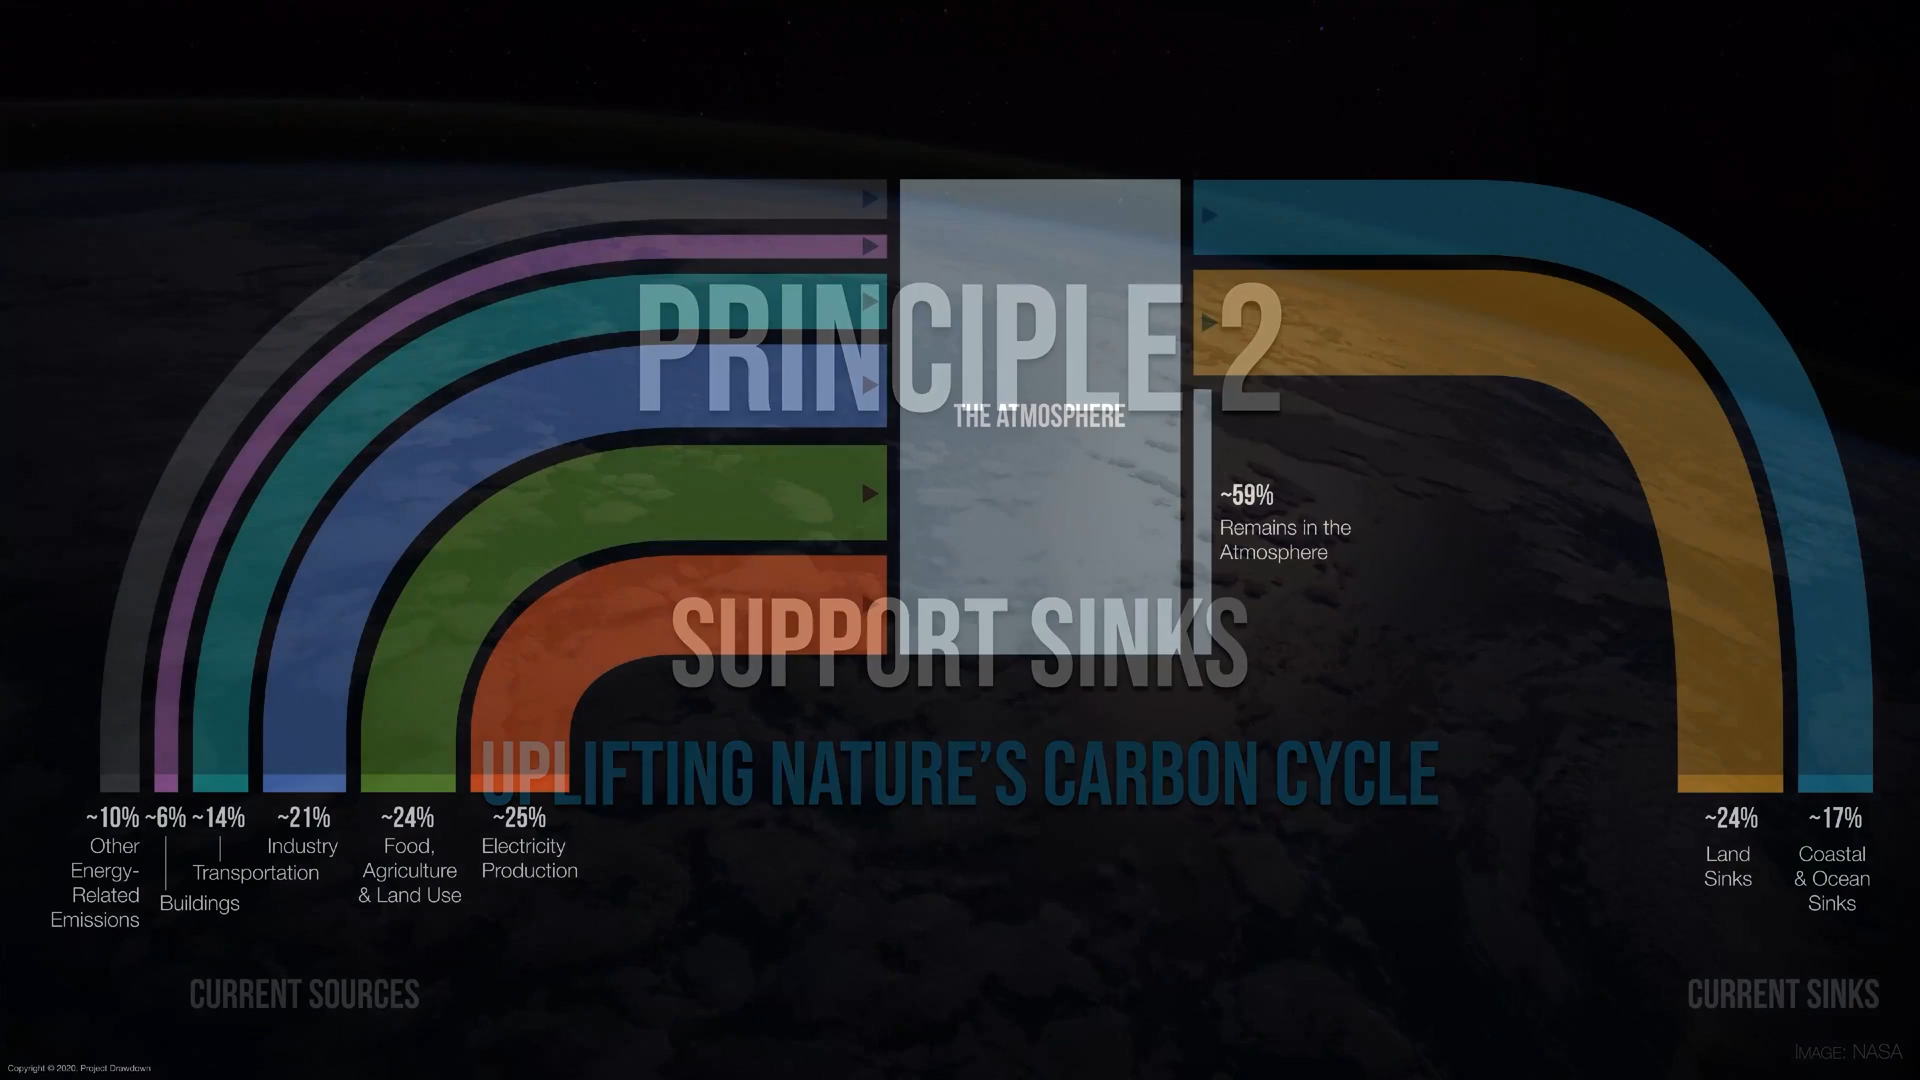 PRINCIPLE 2
THE ATMOSPHERE
~59%
Remains in the
Atmosphere
SUPPORT SINKS
UPLIFTING NATURE'S CARBON CYCLE
~10%
Other
Energy-
Related
Emissions
~6%
Buildings
~14%
Transportation
~21%
Industry
~24%
Food,
Agriculture
& Land Use
~25%
Electricity
Production
~24%
Land
Sinks
~17%
Coastal
& Ocean
Sinks
CURRENT SOURCES
CURRENT SINKS
IMAGE: NASA
Copyright © 2020, Project Drawdown